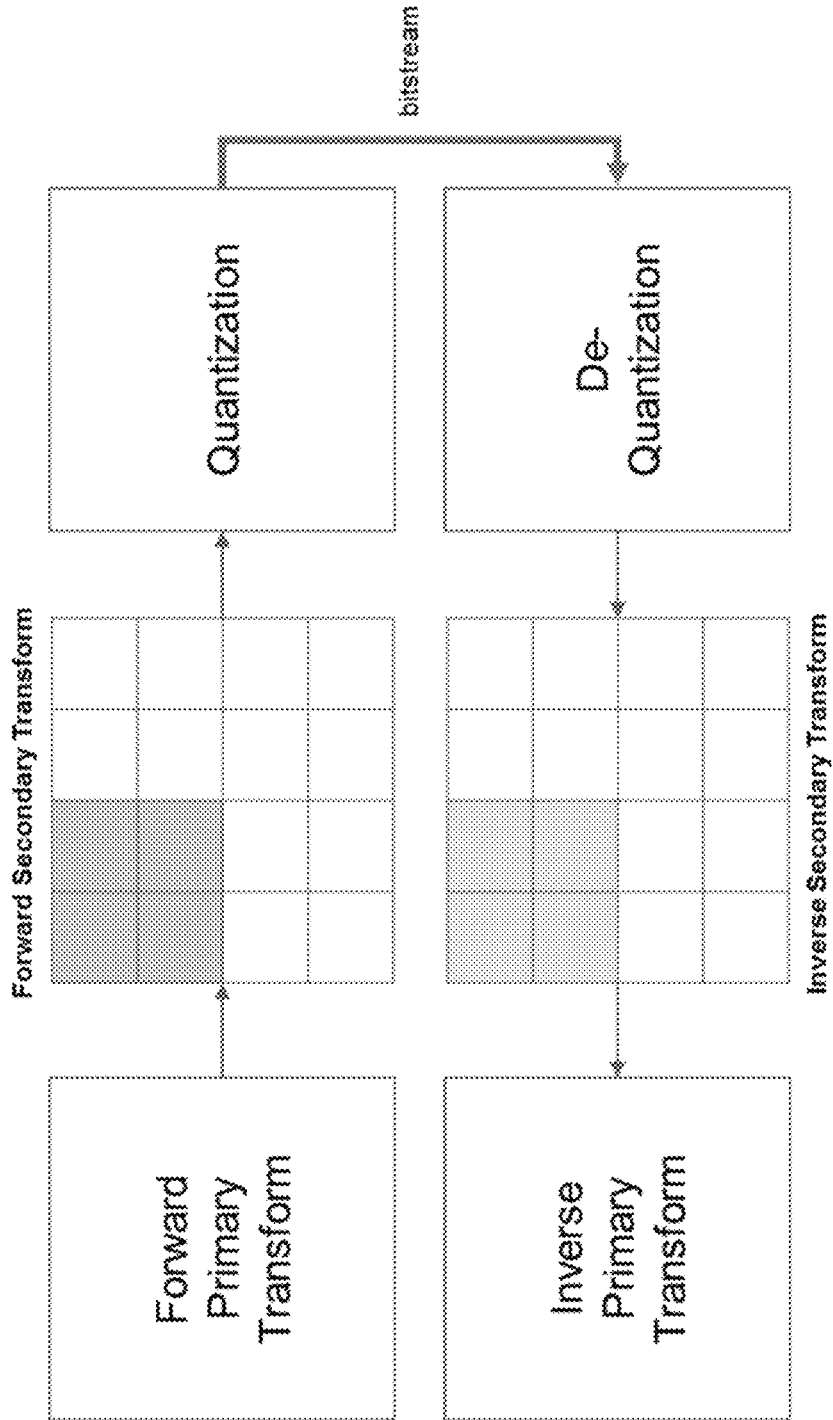 Forward Secondary Transform
Forward
Primary
Transform
Quantization
bitstream
Inverse
Primary
Transform
De-
Quantization
Inverse Secondary Transform